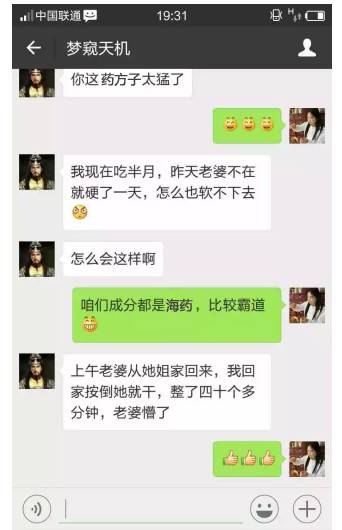 中国联通
19:31
H
梦窥天机
你这药方子太猛了
我现在吃半月，昨天老婆不在
就硬了一天，怎么也软不下去
怎么会这样啊
咱们成分都是海药，比较霸道
上午老婆从她姐家回来，我回
家按倒她就干，整了四十个多
分钟，老婆懵了